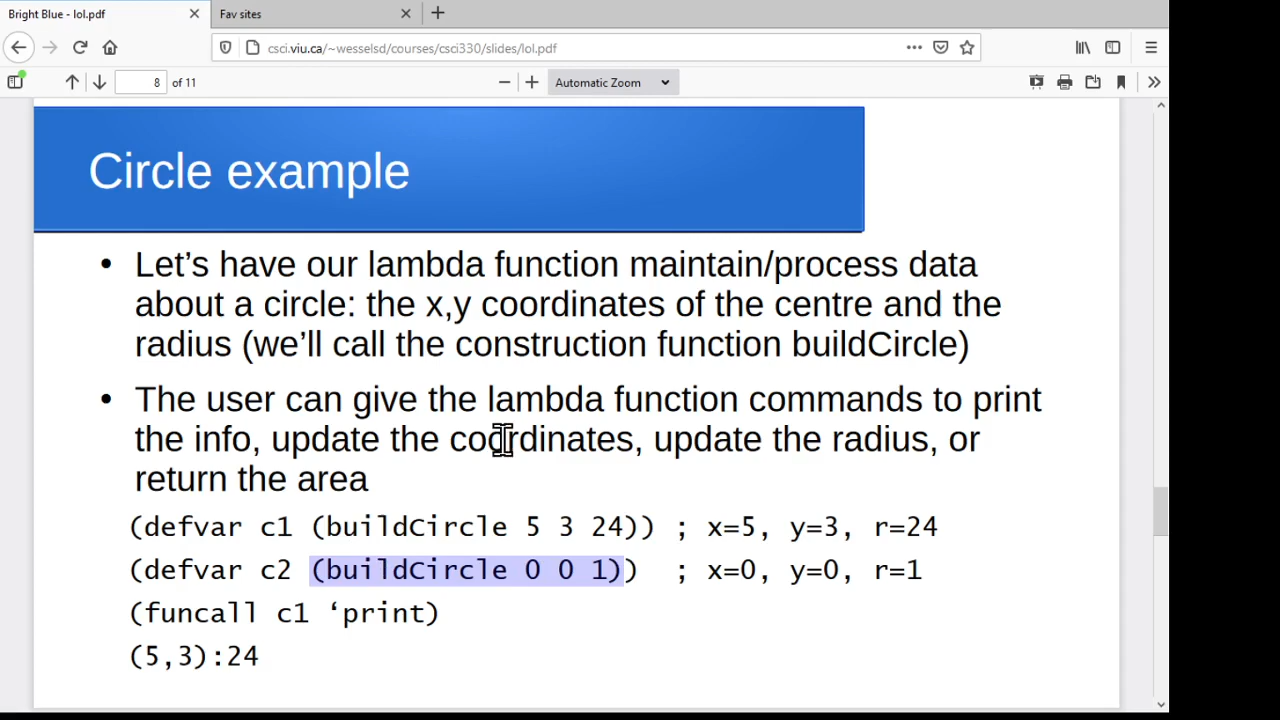 Bright Blue - lol.pdf
Fav sites
csci.viu.ca/~wesselsd/courses/csci330/slides/lol.pdf
8 of 11
Automatic Zoom
Circle example
• Let’s have our lambda function maintain/process data
about a circle: the x,y coordinates of the centre and the
radius (we’ll call the construction function buildCircle)
• The user can give the lambda function commands to print
the info, update the coordinates, update the radius, or
return the area
(defvar c1 (buildCircle 5 3 24)) ; x=5, y=3, r=24
(defvar c2 (buildCircle 0 0 1)) ; x=0, y=0, r=1
(funcall c1 ‘print)
(5,3):24